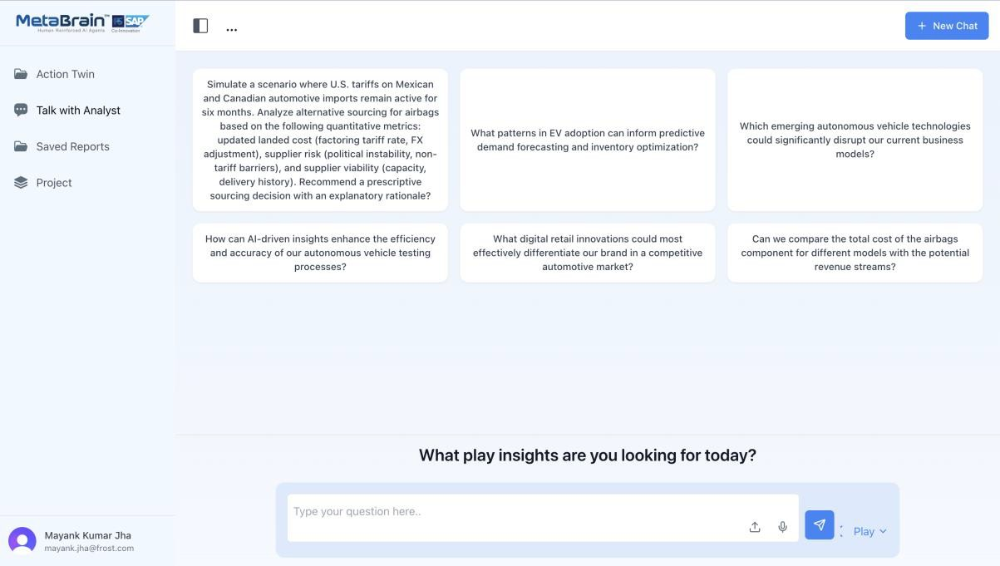 MetaBrain™ SAP
Human Reinforced AI Agents Co-Innovation
...
+ New Chat
Action Twin
Talk with Analyst
Saved Reports
Project
Simulate a scenario where U.S. tariffs on Mexican
and Canadian automotive imports remain active for
six months. Analyze alternative sourcing for airbags
based on the following quantitative metrics:
updated landed cost (factoring tariff rate, FX
adjustment), supplier risk (political instability, non-
tariff barriers), and supplier viability (capacity,
delivery history). Recommend a prescriptive
sourcing decision with an explanatory rationale?
What patterns in EV adoption can inform predictive
demand forecasting and inventory optimization?
Which emerging autonomous vehicle technologies
could significantly disrupt our current business
models?
How can AI-driven insights enhance the efficiency
and accuracy of our autonomous vehicle testing
processes?
What digital retail innovations could most
effectively differentiate our brand in a competitive
automotive market?
Can we compare the total cost of the airbags
component for different models with the potential
revenue streams?
What play insights are you looking for today?
Type your question here..
Play
Mayank Kumar Jha
mayank.jha@frost.com